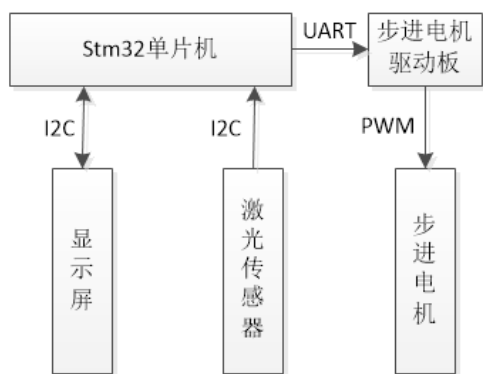 Stm32单片机
UART
步进电机
驱动板
I2C
I2C
PWM
显示屏
激光传感器
步进电机